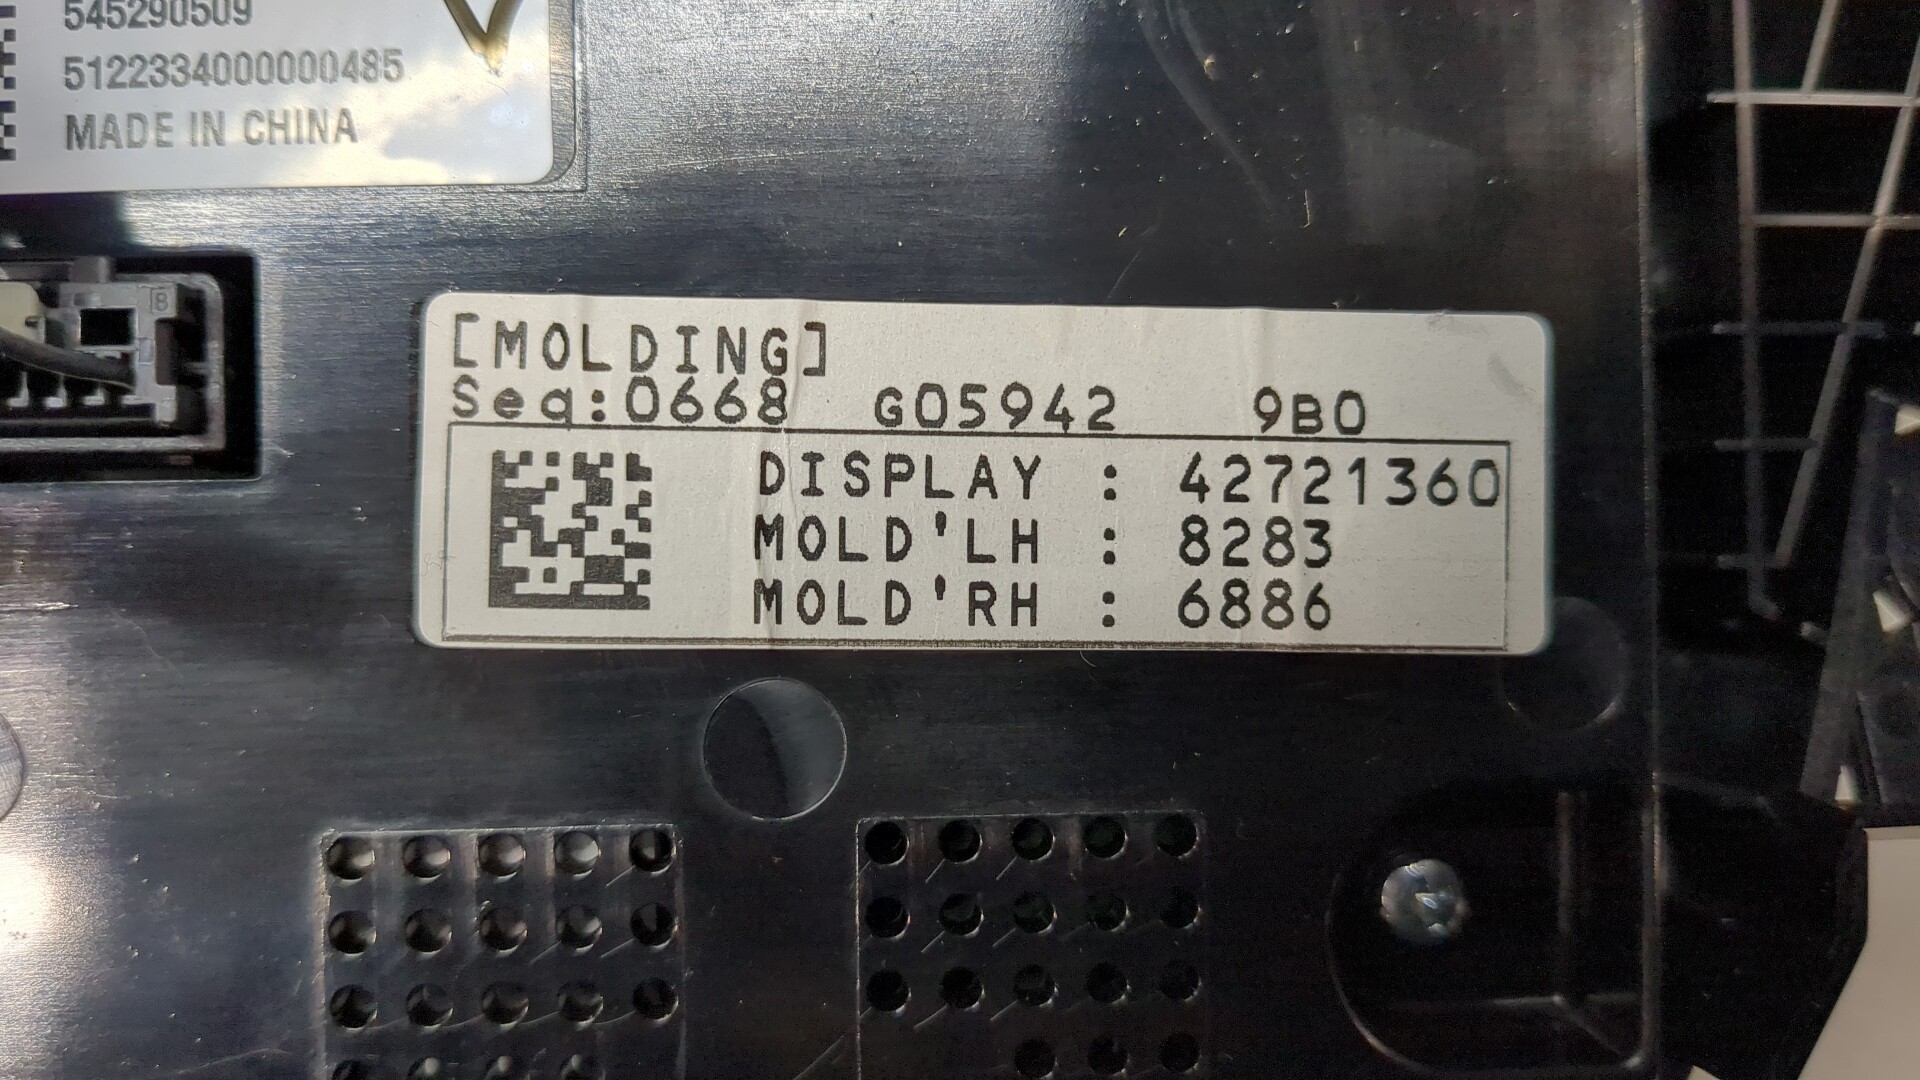 545290509
5122334000000485
MADE IN CHINA
B
[MOLDING]
Seq:0668 G05942 9B0
DISPLAY : 42721360
MOLD'LH : 8283
MOLD'RH : 6886